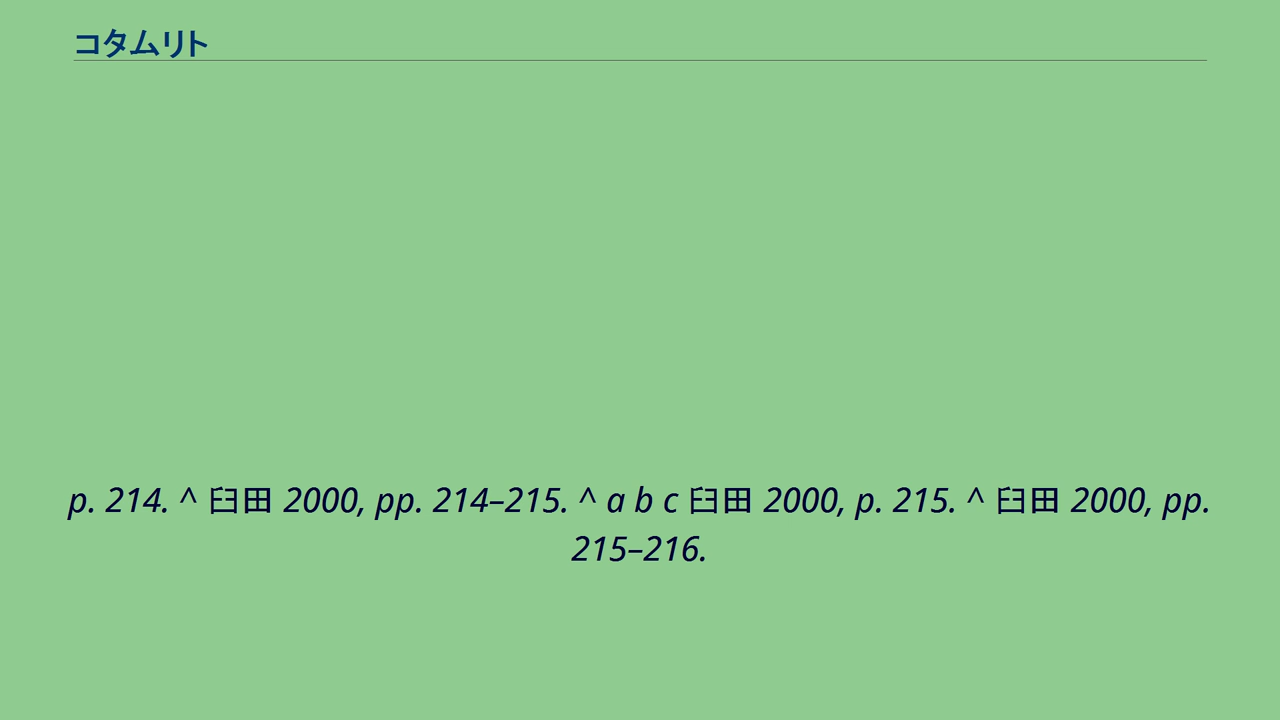 コタムリト
p. 214. ^ 臼田 2000, pp. 214–215. ^ a b c 臼田 2000, p. 215. ^ 臼田 2000, pp.
215–216.